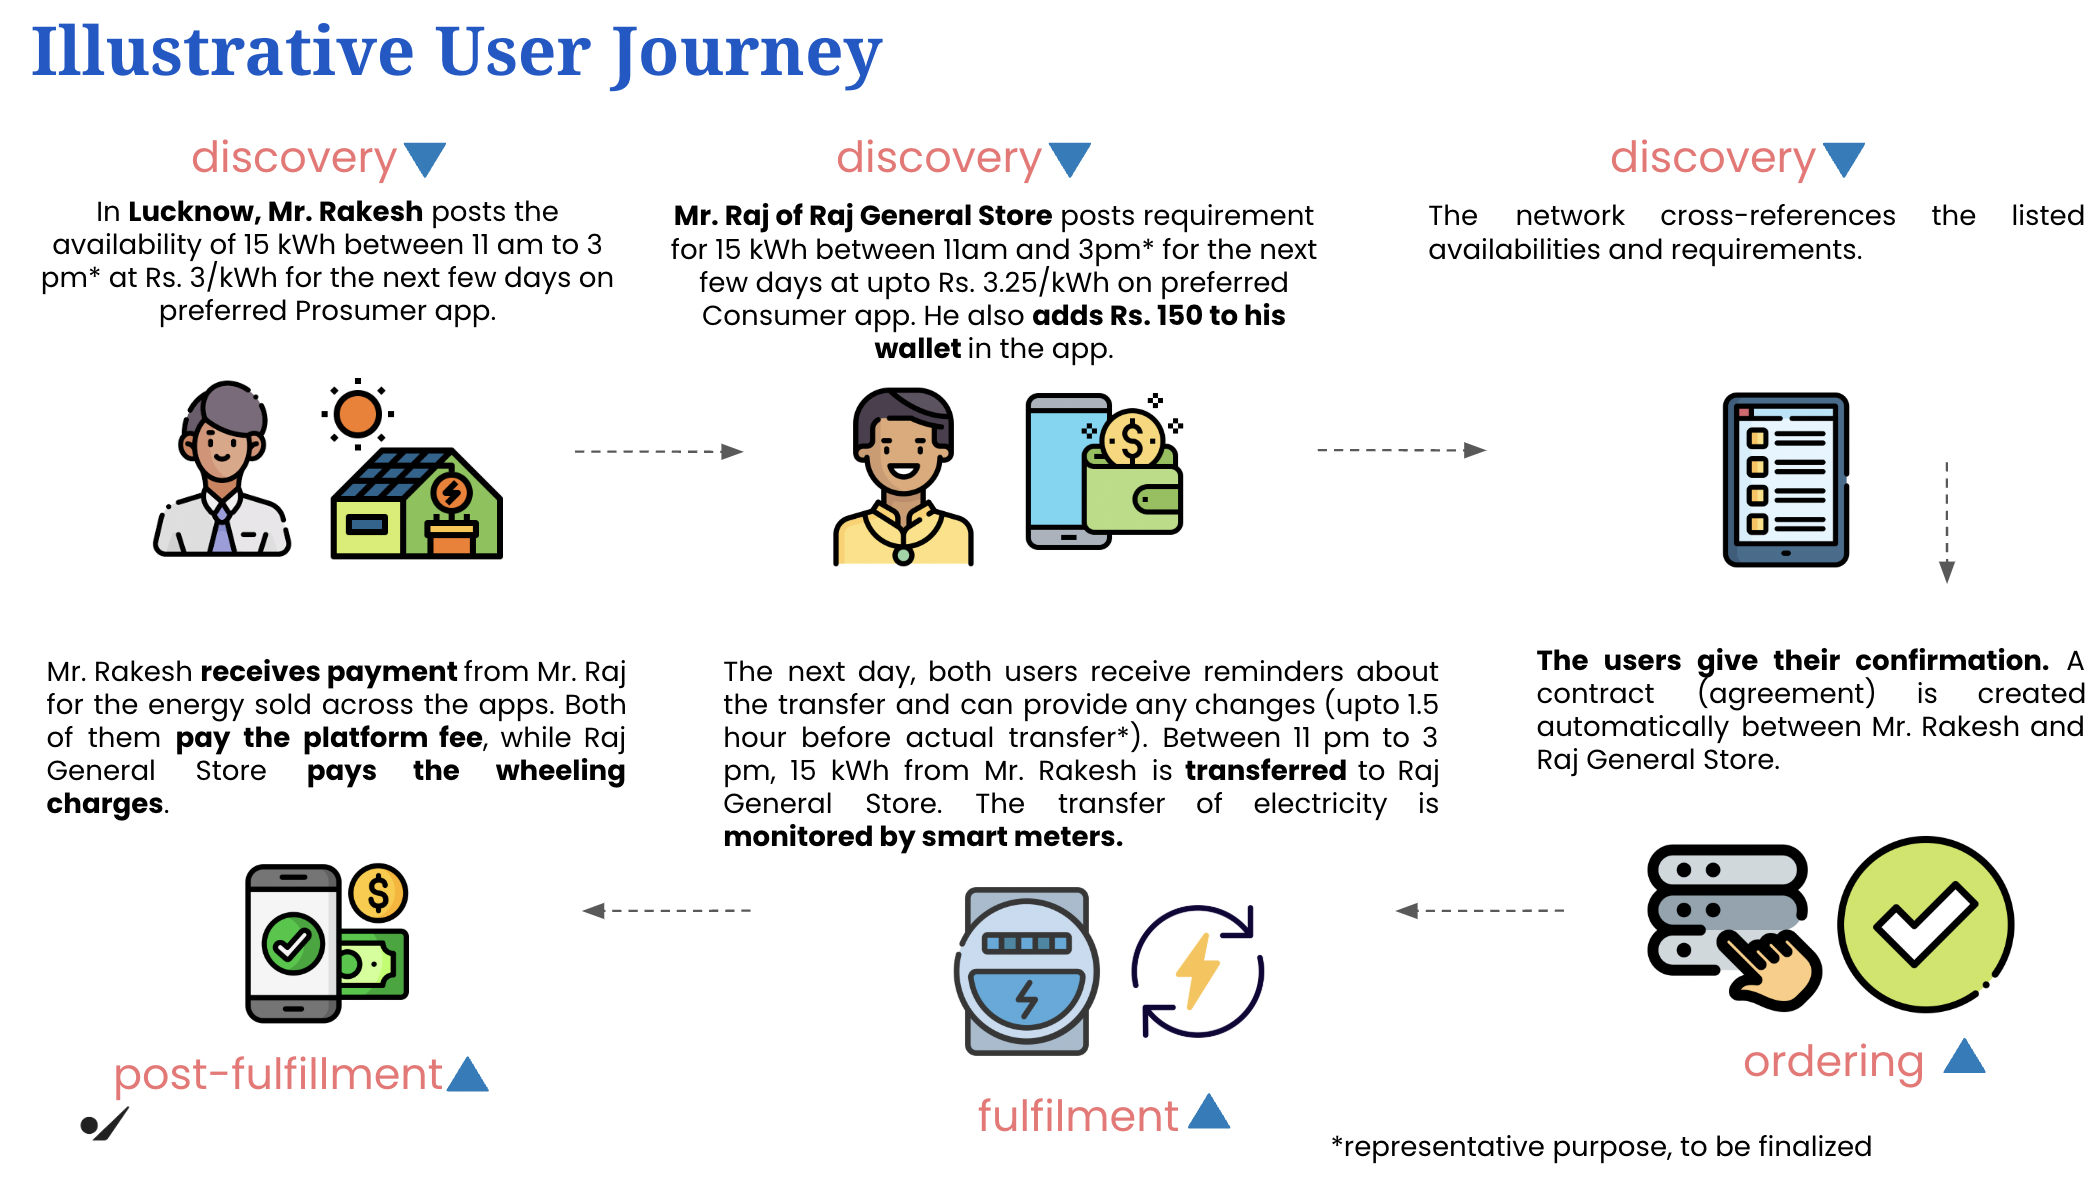 Illustrative User Journey
discovery
In Lucknow, Mr. Rakesh posts the
availability of 15 kWh between 11 am to 3
pm* at Rs. 3/kWh for the next few days on
preferred Prosumer app.
discovery
Mr. Raj of Raj General Store posts requirement
for 15 kWh between 11am and 3pm* for the next
few days at upto Rs. 3.25/kWh on preferred
Consumer app. He also adds Rs. 150 to his
wallet in the app.
discovery
The network cross-references the listed
availabilities and requirements.
The users give their confirmation. A
contract (agreement) is created
automatically between Mr. Rakesh and
Raj General Store.
ordering
The next day, both users receive reminders about
the transfer and can provide any changes (upto 1.5
hour before actual transfer*). Between 11 pm to 3
pm, 15 kWh from Mr. Rakesh is transferred to Raj
General Store. The transfer of electricity is
monitored by smart meters.
fulfilment
Mr. Rakesh receives payment from Mr. Raj
for the energy sold across the apps. Both
of them pay the platform fee, while Raj
General Store pays the wheeling
charges.
post-fulfillment
*representative purpose, to be finalized